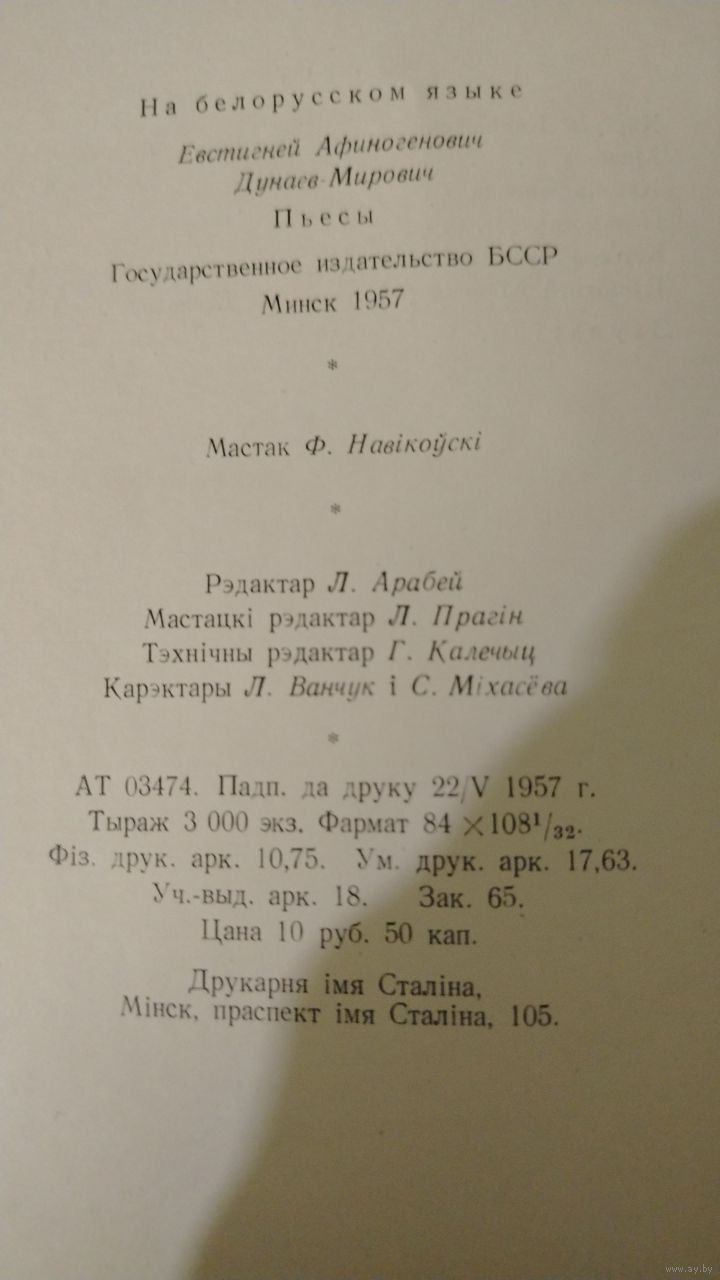 На белорусском языке
Евстигней Афиногенович
Дунаев-Мирович
Пьесы
Государственное издательство БССР
Минск 1957
*
Мастак Ф. Навікоўскі
*
Рэдактар Л. Арабей
Мастацкі рэдактар Л. Прагін
Тэхнічны рэдактар Г. Калечыц
Карэктары Л. Ванчук і С. Міхасёва
*
АТ 03474. Падп. да друку 22/V 1957 г.
Тыраж 3 000 экз. Фармат 84 ×108¹/₃₂.
Фіз. друк. арк. 10,75. Ум. друк. арк. 17,63.
Уч.-выд. арк. 18. Зак. 65.
Цана 10 руб. 50 кап.
Друкарня імя Сталіна,
Мінск, праспект імя Сталіна, 105.
www.ay.by